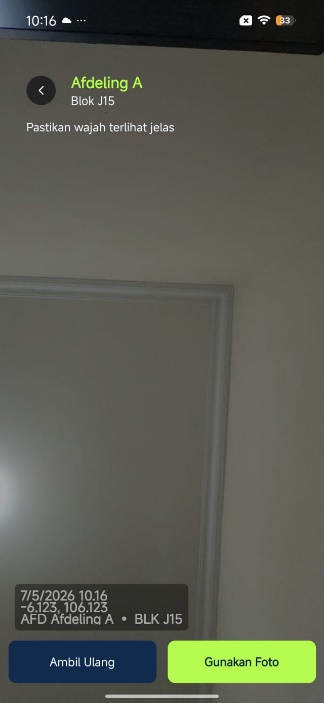 10:16 ...
33
Afdeling A
Blok J15
Pastikan wajah terlihat jelas
7/5/2026 10.16
-6.123, 106.123
AFD Afdeling A • BLK J15
Ambil Ulang
Gunakan Foto